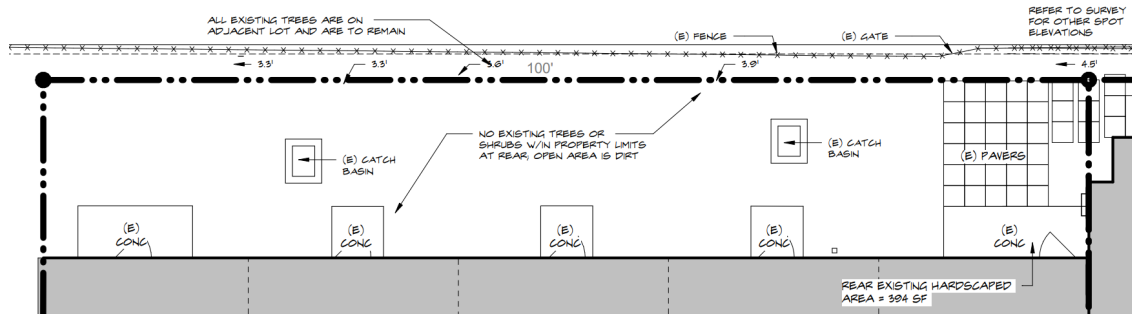 ALL EXISTING TREES ARE ON
ADJACENT LOT AND ARE TO REMAIN
(E) FENCE
(E) GATE
REFER TO SURVEY
FOR OTHER SPOT
ELEVATIONS
3.3'
3.3'
3.6'
100'
3.9'
4.5'
NO EXISTING TREES OR
SHRUBS W/IN PROPERTY LIMITS
AT REAR; OPEN AREA IS DIRT
(E) CATCH
BASIN
(E) CATCH
BASIN
(E) PAVERS
(E)
CONC
(E)
CONC
(E)
CONC
(E)
CONC
(E)
CONC
REAR EXISTING HARDSCAPED
AREA = 394 SF